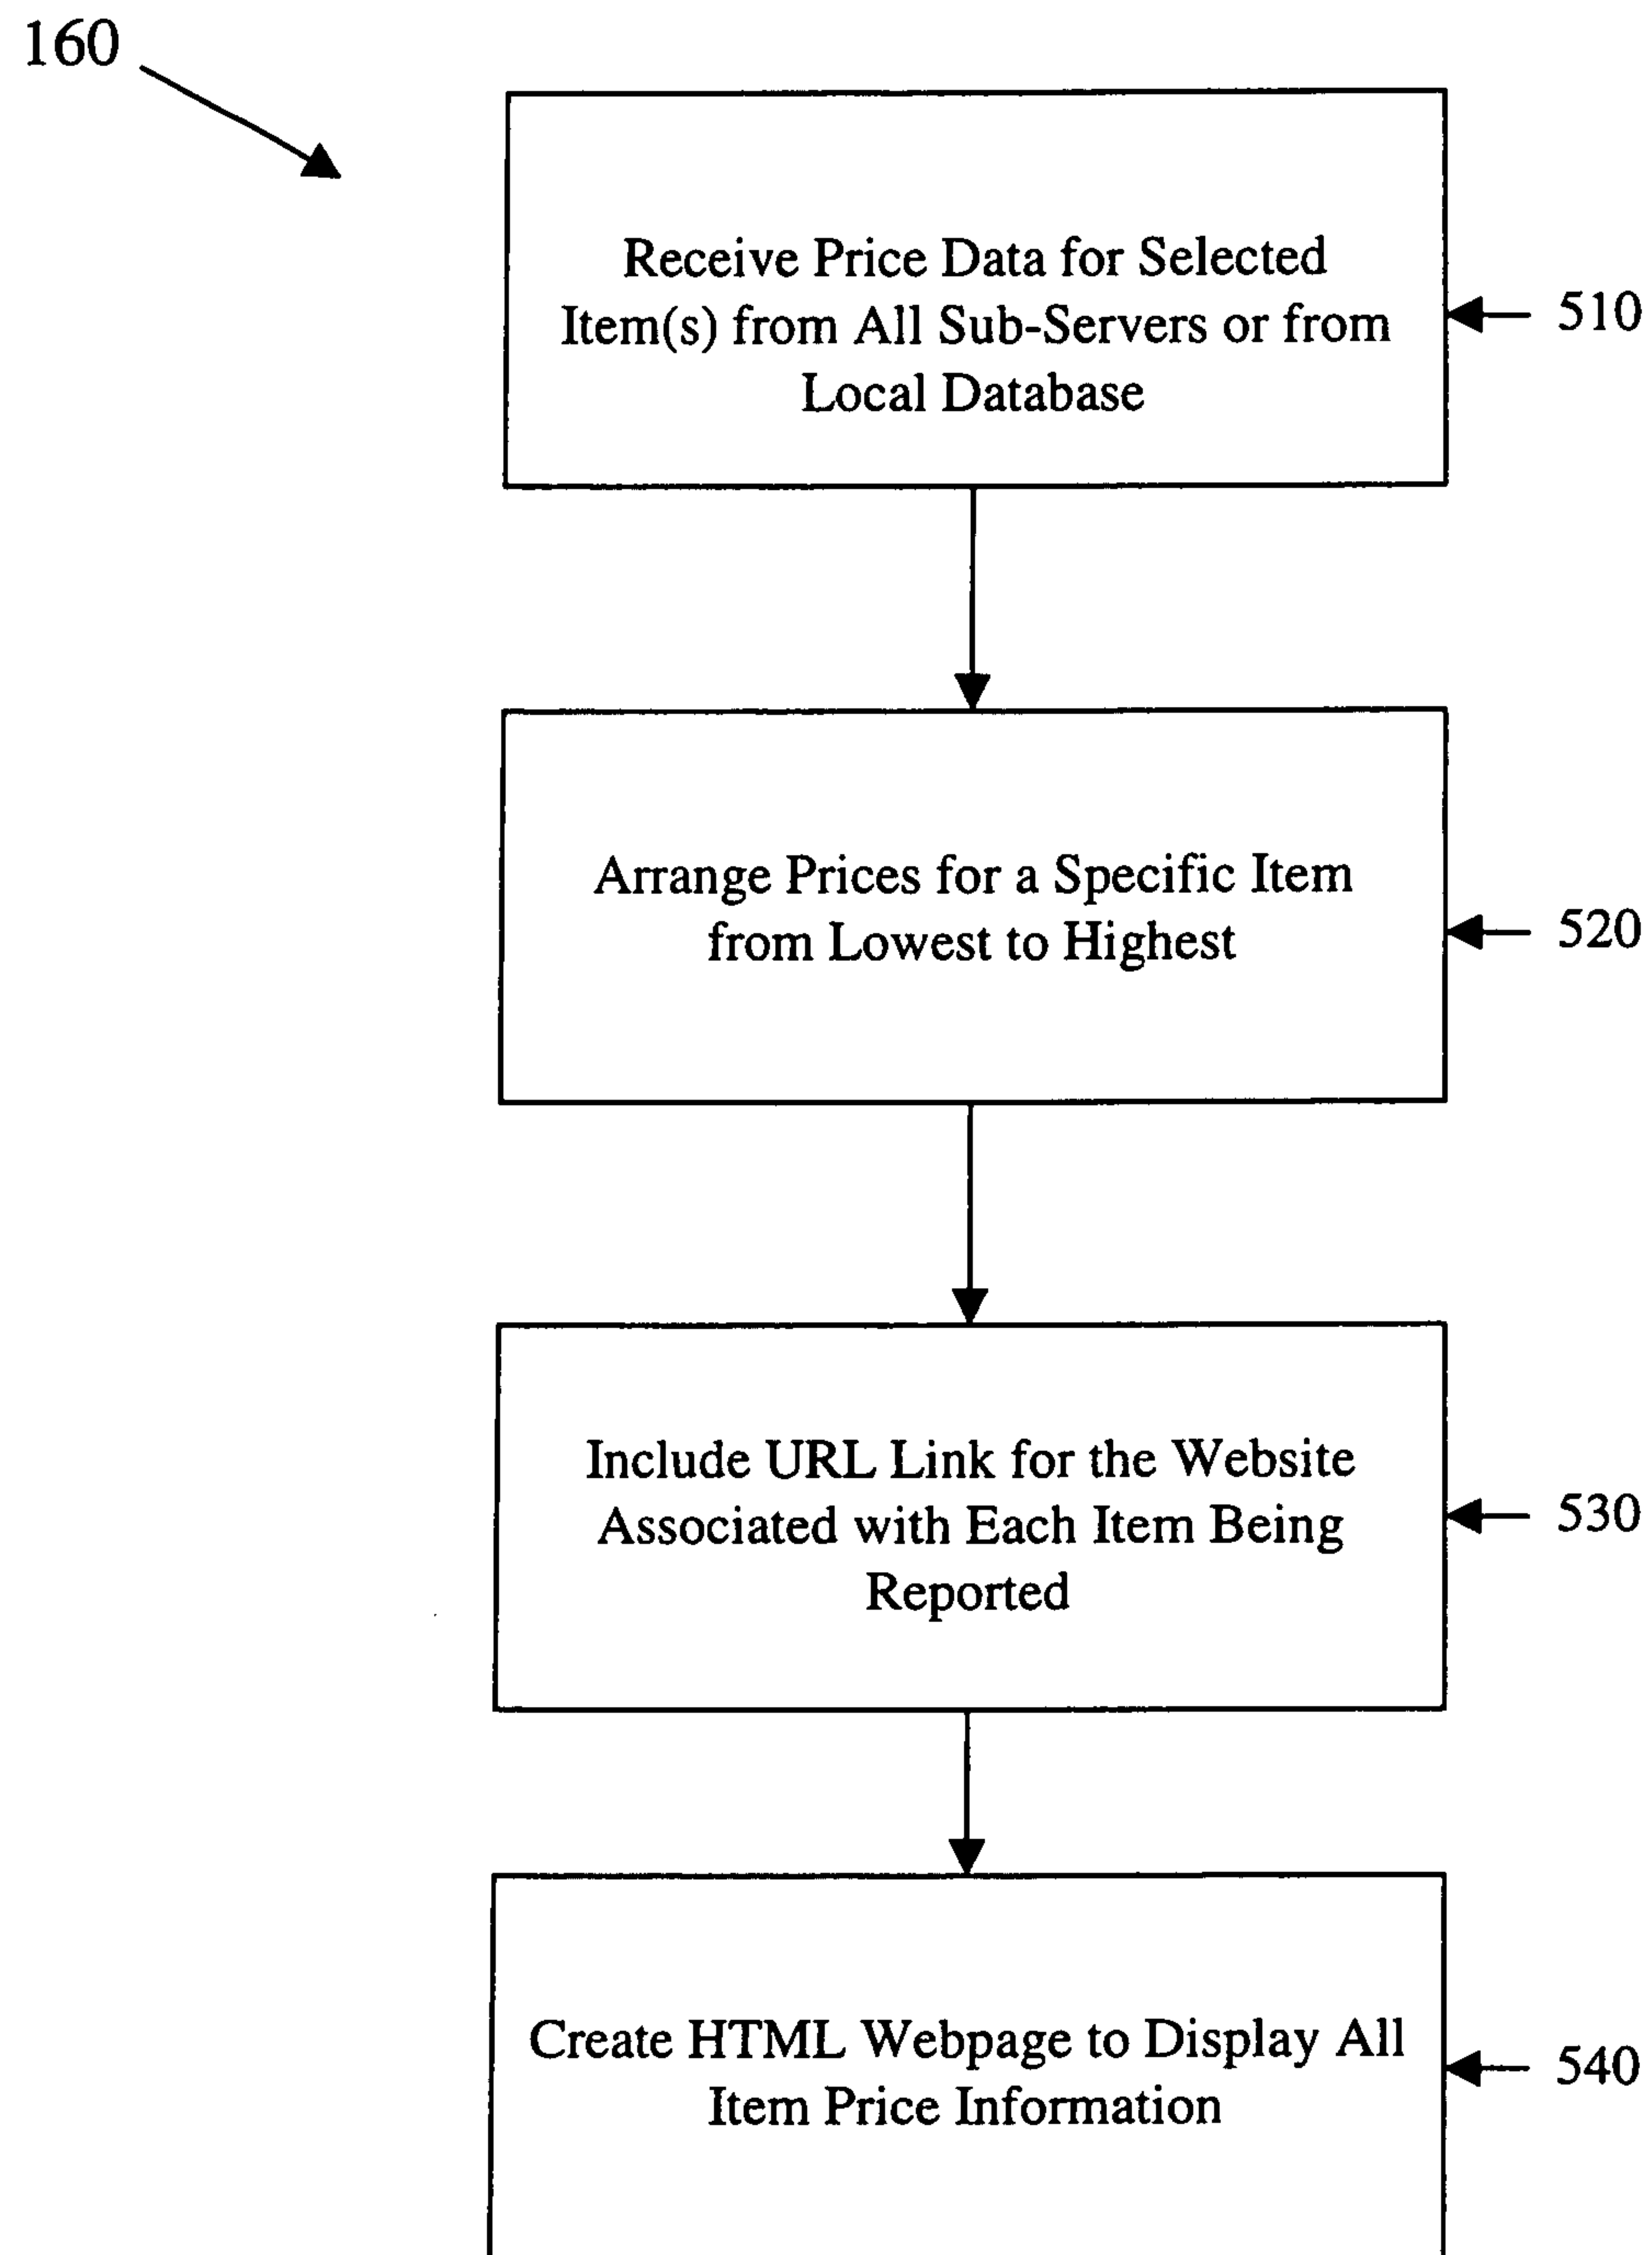 160
Receive Price Data for Selected
Item(s) from All Sub-Servers or from
Local Database
510
Arrange Prices for a Specific Item
from Lowest to Highest
520
Include URL Link for the Website
Associated with Each Item Being
Reported
530
Create HTML Webpage to Display All
Item Price Information
540